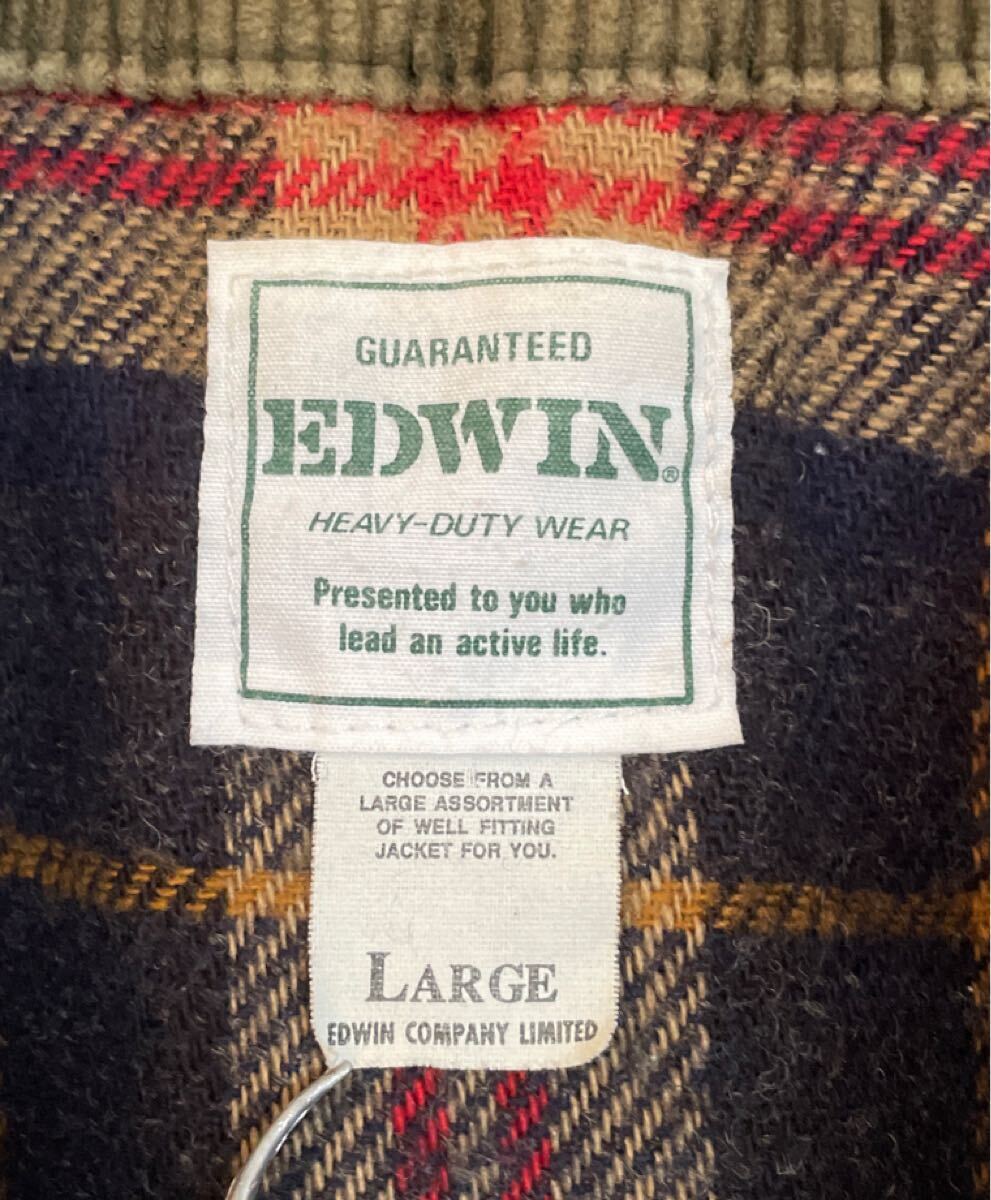 GUARANTEED
EDWIN®
HEAVY-DUTY WEAR
Presented to you who
lead an active life.
CHOOSE FROM A
LARGE ASSORTMENT
OF WELL FITTING
JACKET FOR YOU.
LARGE
EDWIN COMPANY LIMITED